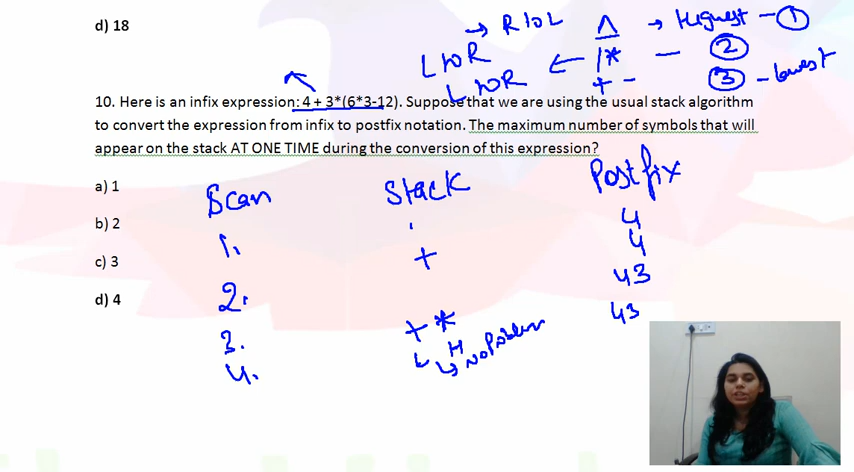 d) 18
→ R to L ^ → Highest - ①
L to R ← / * - ②
L to R + - ③ - lowest
10. Here is an infix expression: 4 + 3*(6*3-12). Suppose that we are using the usual stack algorithm
to convert the expression from infix to postfix notation. The maximum number of symbols that will
appear on the stack AT ONE TIME during the conversion of this expression?
a) 1
b) 2
c) 3
d) 4
Scan Stack Postfix
4
1. + 4
2. 43
3. + * 43
4. L H
↳ No Problem